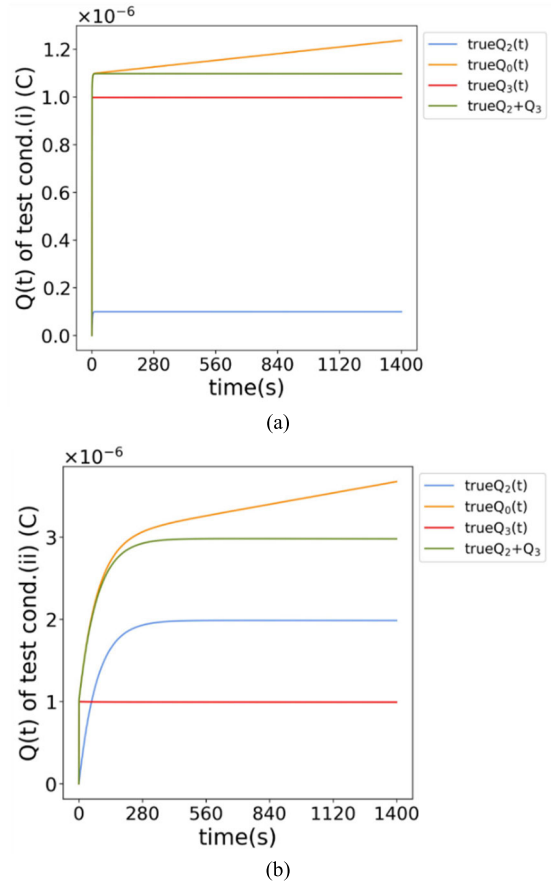 ×10⁻⁶
Q(t) of test cond.(i) (C)
1.2
1.0
0.8
0.6
0.4
0.2
0.0
0 280 560 840 1120 1400
time(s)
trueQ₂(t)
trueQ₀(t)
trueQ₃(t)
trueQ₂+Q₃
(a)
×10⁻⁶
Q(t) of test cond.(ii) (C)
3
2
1
0
0 280 560 840 1120 1400
time(s)
trueQ₂(t)
trueQ₀(t)
trueQ₃(t)
trueQ₂+Q₃
(b)